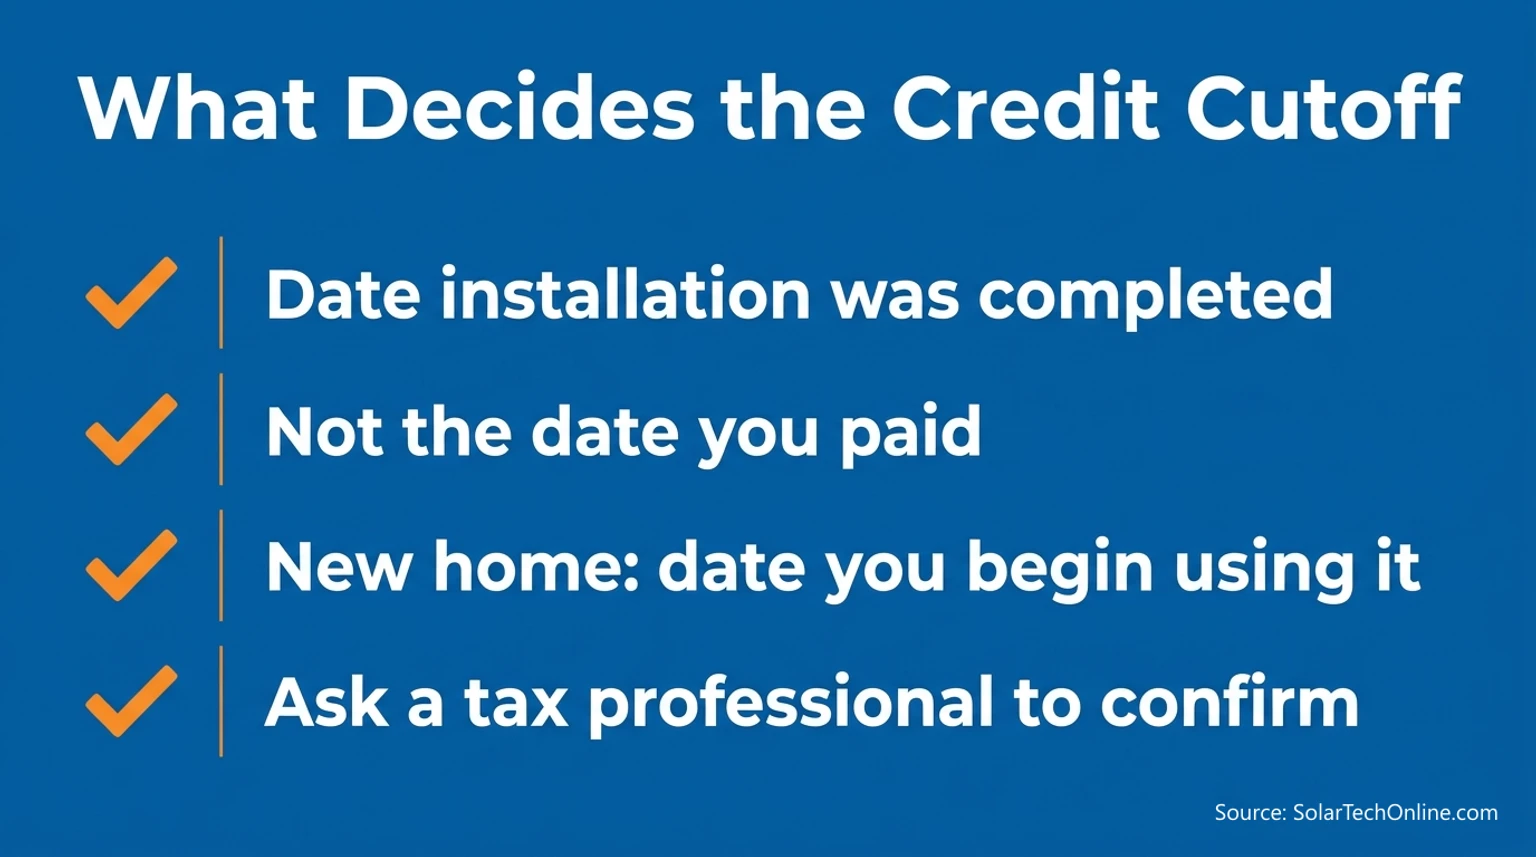 What Decides the Credit Cutoff
Date installation was completed
Not the date you paid
New home: date you begin using it
Ask a tax professional to confirm
Source: SolarTechOnline.com